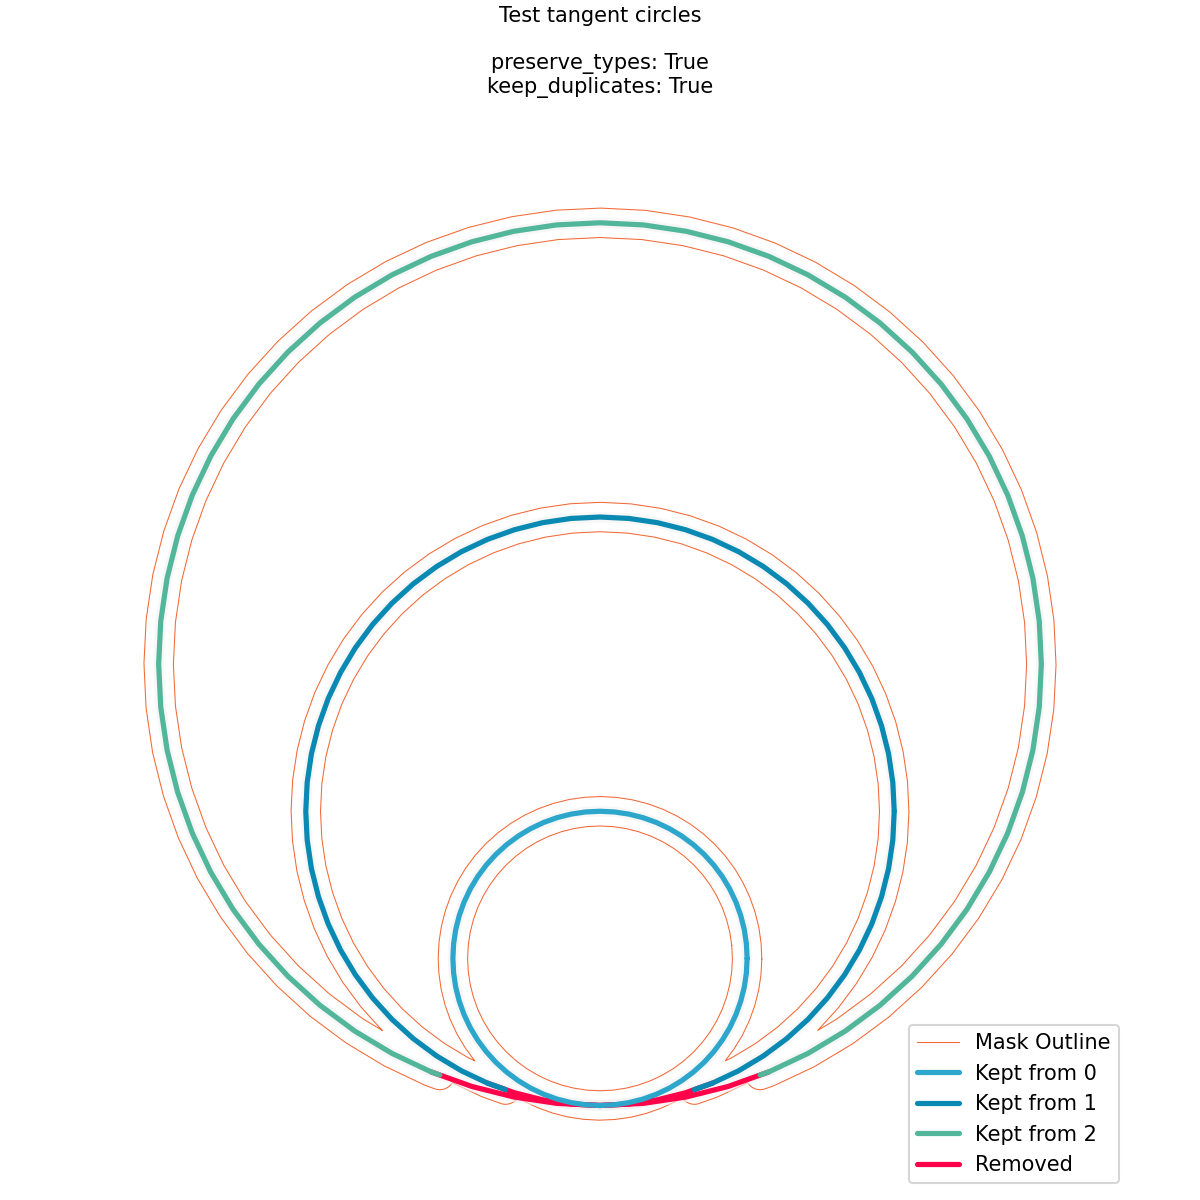 Test tangent circles
preserve_types: True
keep_duplicates: True
Mask Outline
Kept from 0
Kept from 1
Kept from 2
Removed